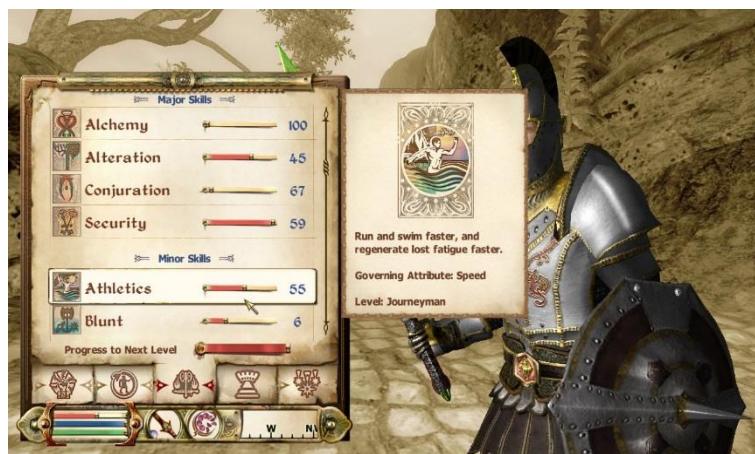 Major Skills
Alchemy 100
Alteration 45
Conjuration 67
Security 59
Minor Skills
Athletics 55
Blunt 6
Progress to Next Level
W N
Run and swim faster, and
regenerate lost fatigue faster.
Governing Attribute: Speed
Level: Journeyman